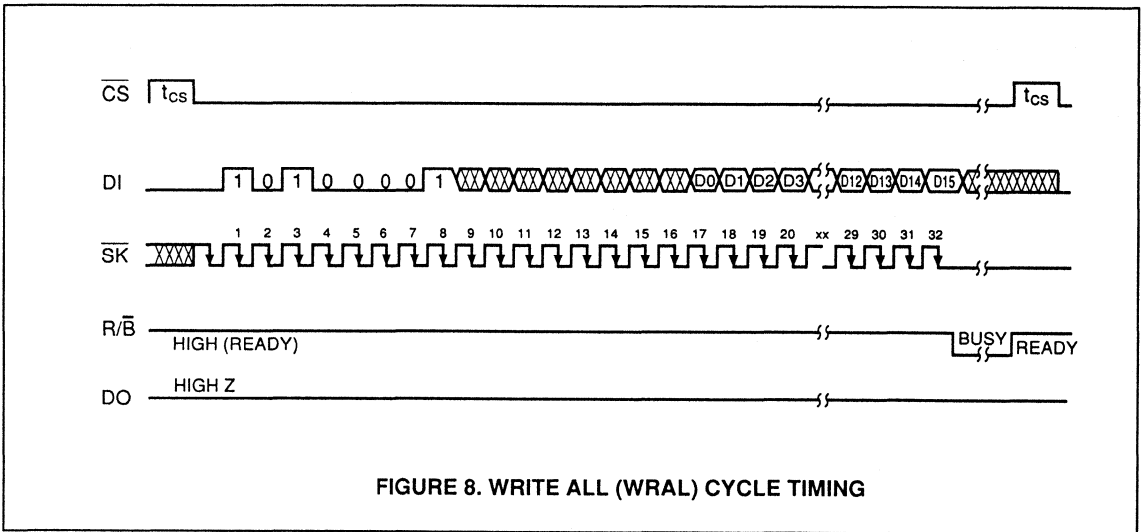 C̅S̅ tCS tCS
DI 1 0 1 0 0 0 0 1 D0 D1 D2 D3 D12 D13 D14 D15
1 2 3 4 5 6 7 8 9 10 11 12 13 14 15 16 17 18 19 20 xx 29 30 31 32
S̅K̅
R/B̅ BUSY
HIGH (READY) READY
HIGH Z
DO
FIGURE 8. WRITE ALL (WRAL) CYCLE TIMING